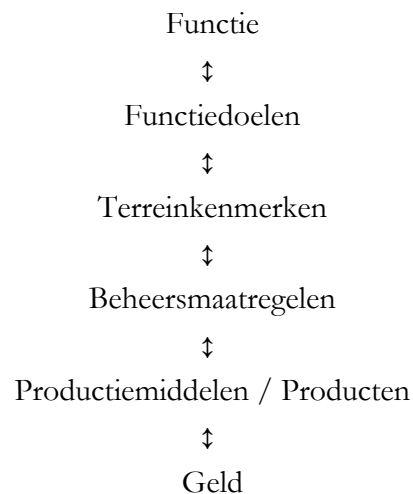 Functie
↕
Functiedoelen
↕
Terreinkenmerken
↕
Beheersmaatregelen
↕
Productiemiddelen / Producten
↕
Geld